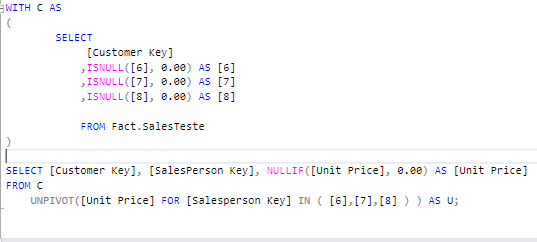 WITH C AS
(
SELECT
[Customer Key]
,ISNULL([6], 0.00) AS [6]
,ISNULL([7], 0.00) AS [7]
,ISNULL([8], 0.00) AS [8]
FROM Fact.SalesTeste
)
SELECT [Customer Key], [SalesPerson Key], NULLIF([Unit Price], 0.00) AS [Unit Price]
FROM C
UNPIVOT([Unit Price] FOR [Salesperson Key] IN ( [6],[7],[8] ) ) AS U;